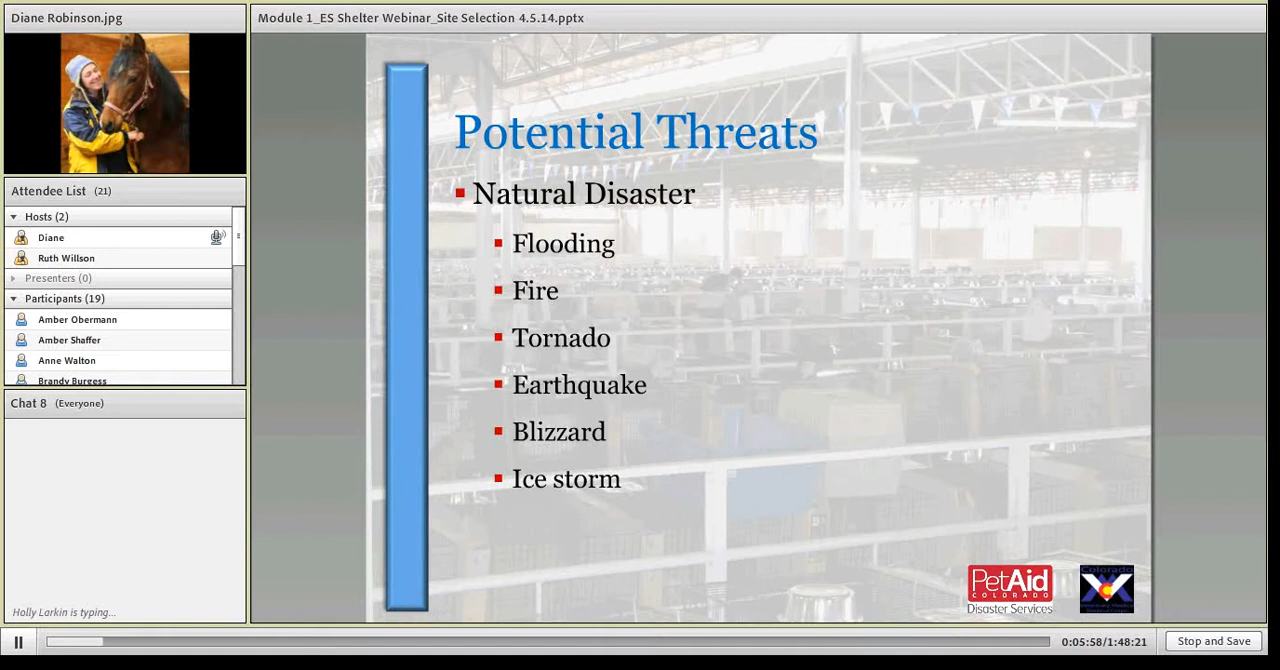 Diane Robinson.jpg
Module 1_ES Shelter Webinar_Site Selection 4.5.14.pptx
Attendee List (21)
Hosts (2)
Diane
Ruth Willson
Presenters (0)
Participants (19)
Amber Obermann
Amber Shaffer
Anne Walton
Brandy Burgess
Chat 8 (Everyone)
Holly Larkin is typing...
Potential Threats
Natural Disaster
Flooding
Fire
Tornado
Earthquake
Blizzard
Ice storm
PetAid
COLORADO
Disaster Services
Colorado
0:05:58/1:48:21
Stop and Save